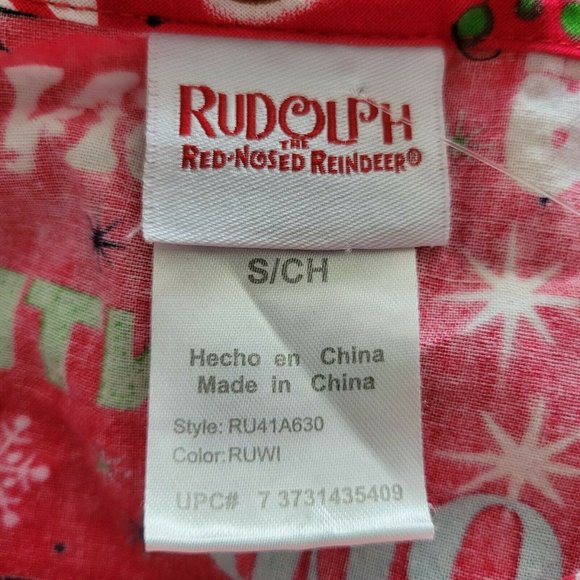 RUDOLPH
THE
RED-NOSED REINDEER®
S/CH
Hecho en China
Made in China
Style: RU41A630
Color:RUWI
UPC# 7 3731435409